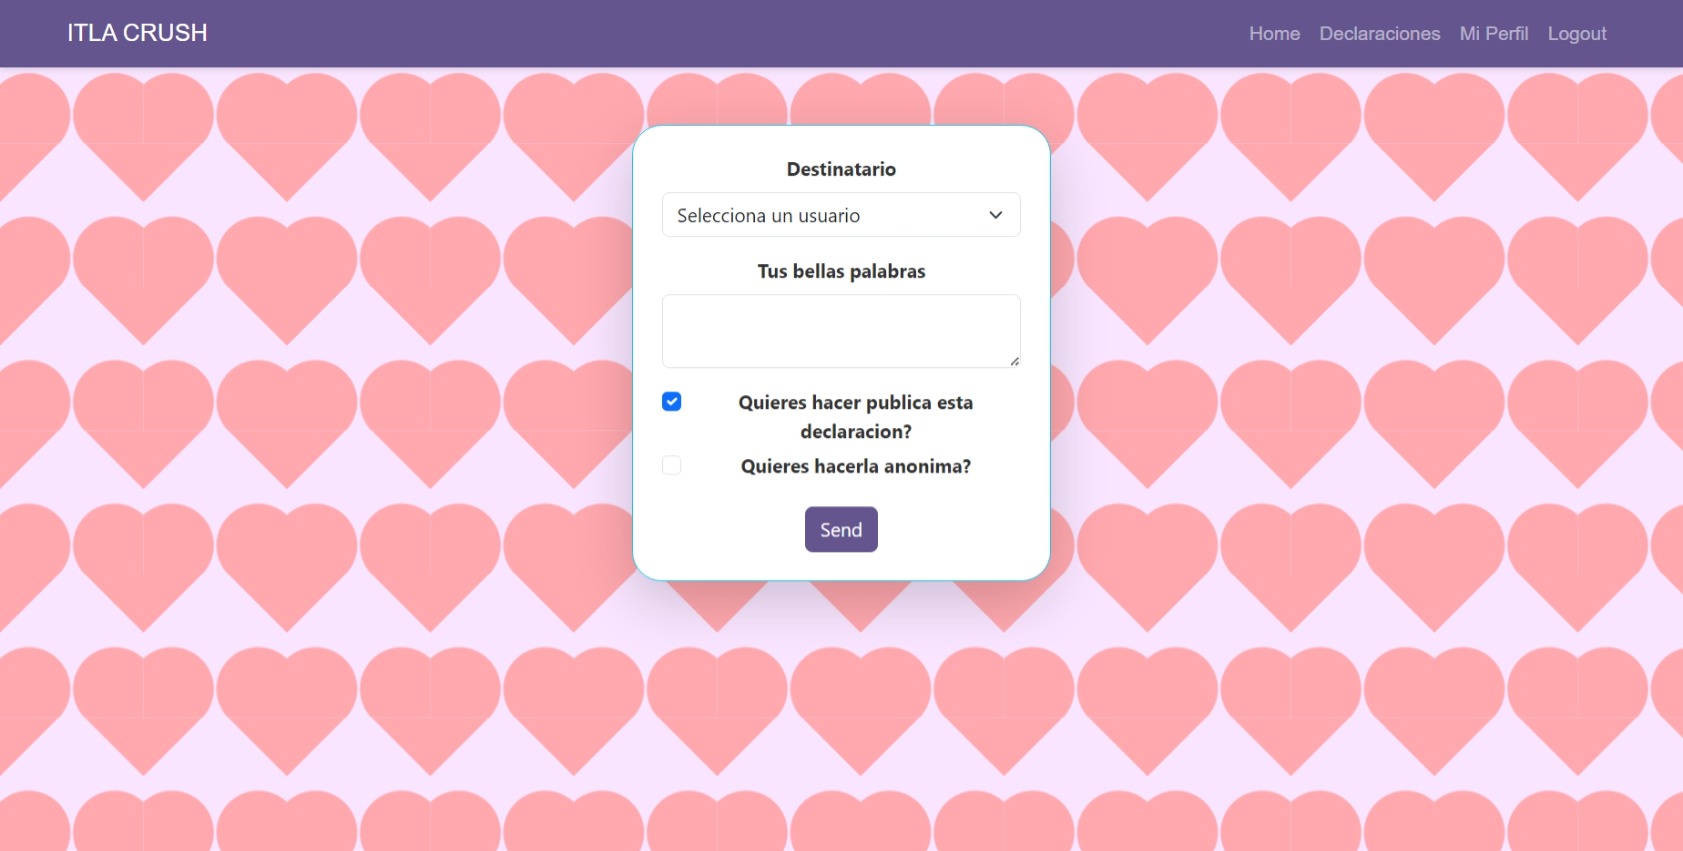 ITLA CRUSH
Home Declaraciones Mi Perfil Logout
Destinatario
Selecciona un usuario
Tus bellas palabras
Quieres hacer publica esta
declaracion?
Quieres hacerla anonima?
Send